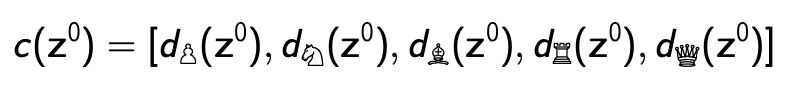 c(z⁰) = [d♙(z⁰), d♘(z⁰), d♝(z⁰), d♖(z⁰), d♛(z⁰)]